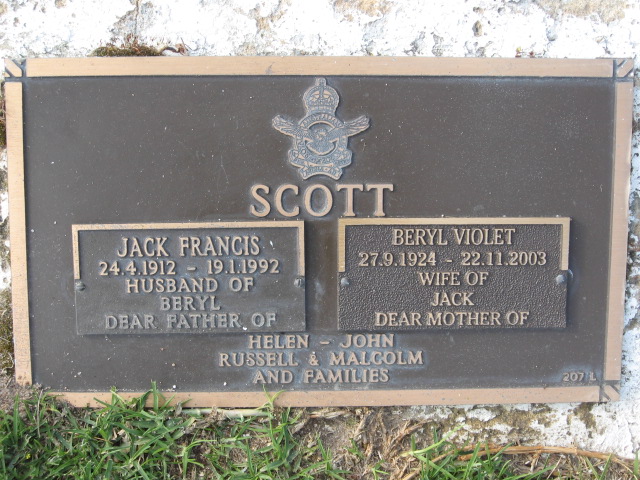 SCOTT
JACK FRANCIS
24.4.1912 - 19.1.1992
HUSBAND OF
BERYL
DEAR FATHER OF
BERYL VIOLET
27.9.1924 - 22.11.2003
WIFE OF
JACK
DEAR MOTHER OF
HELEN - JOHN
RUSSELL & MALCOLM
AND FAMILIES
207 L